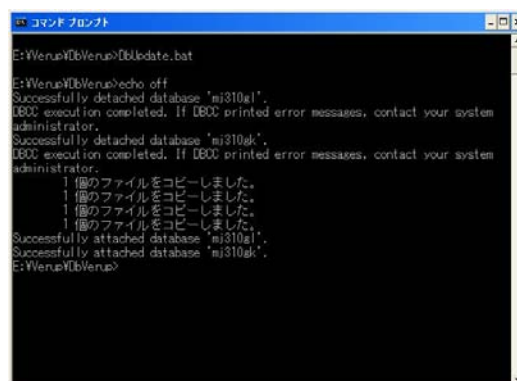 コマンド プロンプト
E:¥Verup¥DbVerup>DbUpdate.bat
E:¥Verup¥DbVerup>echo off
Successfully detached database 'mj310gl'.
DBCC execution completed. If DBCC printed error messages, contact your system
administrator.
Successfully detached database 'mj310gk'.
DBCC execution completed. If DBCC printed error messages, contact your system
administrator.
1 個のファイルをコピーしました。
1 個のファイルをコピーしました。
1 個のファイルをコピーしました。
1 個のファイルをコピーしました。
Successfully attached database 'mj310gl'.
Successfully attached database 'mj310gk'.
E:¥Verup¥DbVerup>